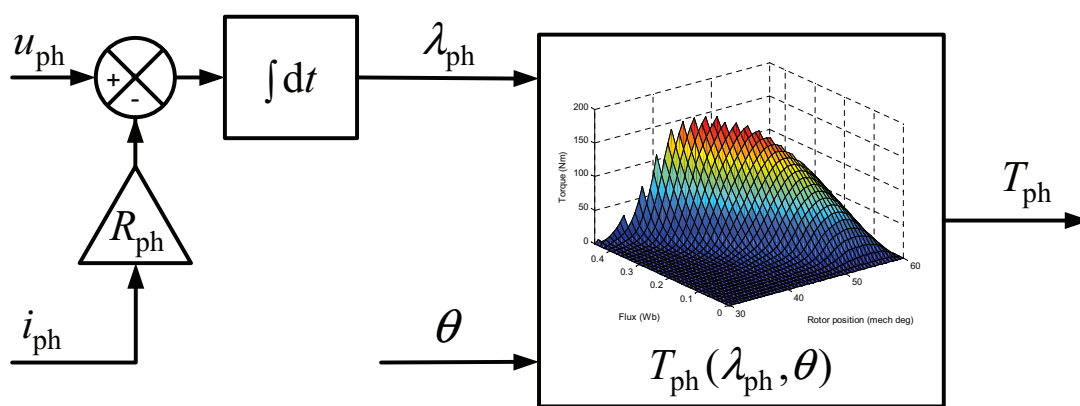 u_ph
+
-
∫dt
λ_ph
R_ph
i_ph
θ
200
150
100
50
0
Torque (Nm)
0.4
0.3
0.2
0.1
0
Flux (Wb)
30
40
50
60
Rotor position (mech deg)
T_ph(λ_ph,θ)
T_ph